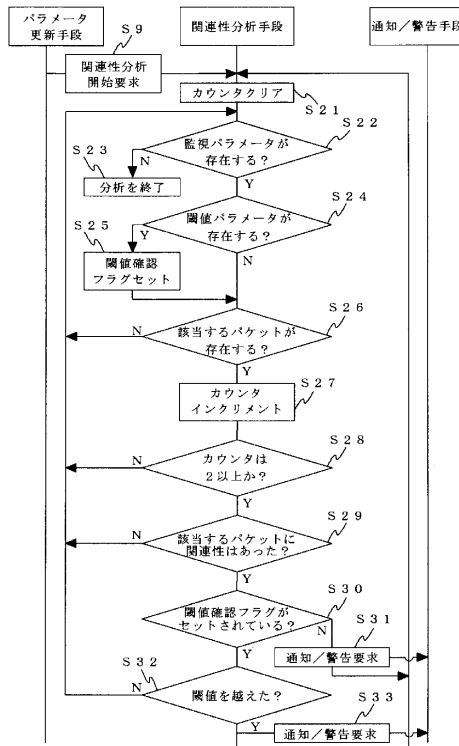 パラメータ
更新手段
関連性分析手段
通知／警告手段
Ｓ９
関連性分析
開始要求
カウンタクリア
Ｓ２１
Ｓ２２
監視パラメータが
存在する？
Ｎ
Ｙ
Ｓ２３
分析を終了
Ｓ２４
閾値パラメータが
存在する？
Ｙ
Ｎ
Ｓ２５
閾値確認
フラグセット
Ｓ２６
該当するパケットが
存在する？
Ｎ
Ｙ
Ｓ２７
カウンタ
インクリメント
Ｓ２８
カウンタは
２以上か？
Ｎ
Ｙ
Ｓ２９
該当するパケットに
関連性はあった？
Ｎ
Ｙ
Ｓ３０
閾値確認フラグが
セットされている？
Ｎ
Ｙ
Ｓ３１
通知／警告要求
Ｓ３２
閾値を越えた？
Ｎ
Ｙ
Ｓ３３
通知／警告要求